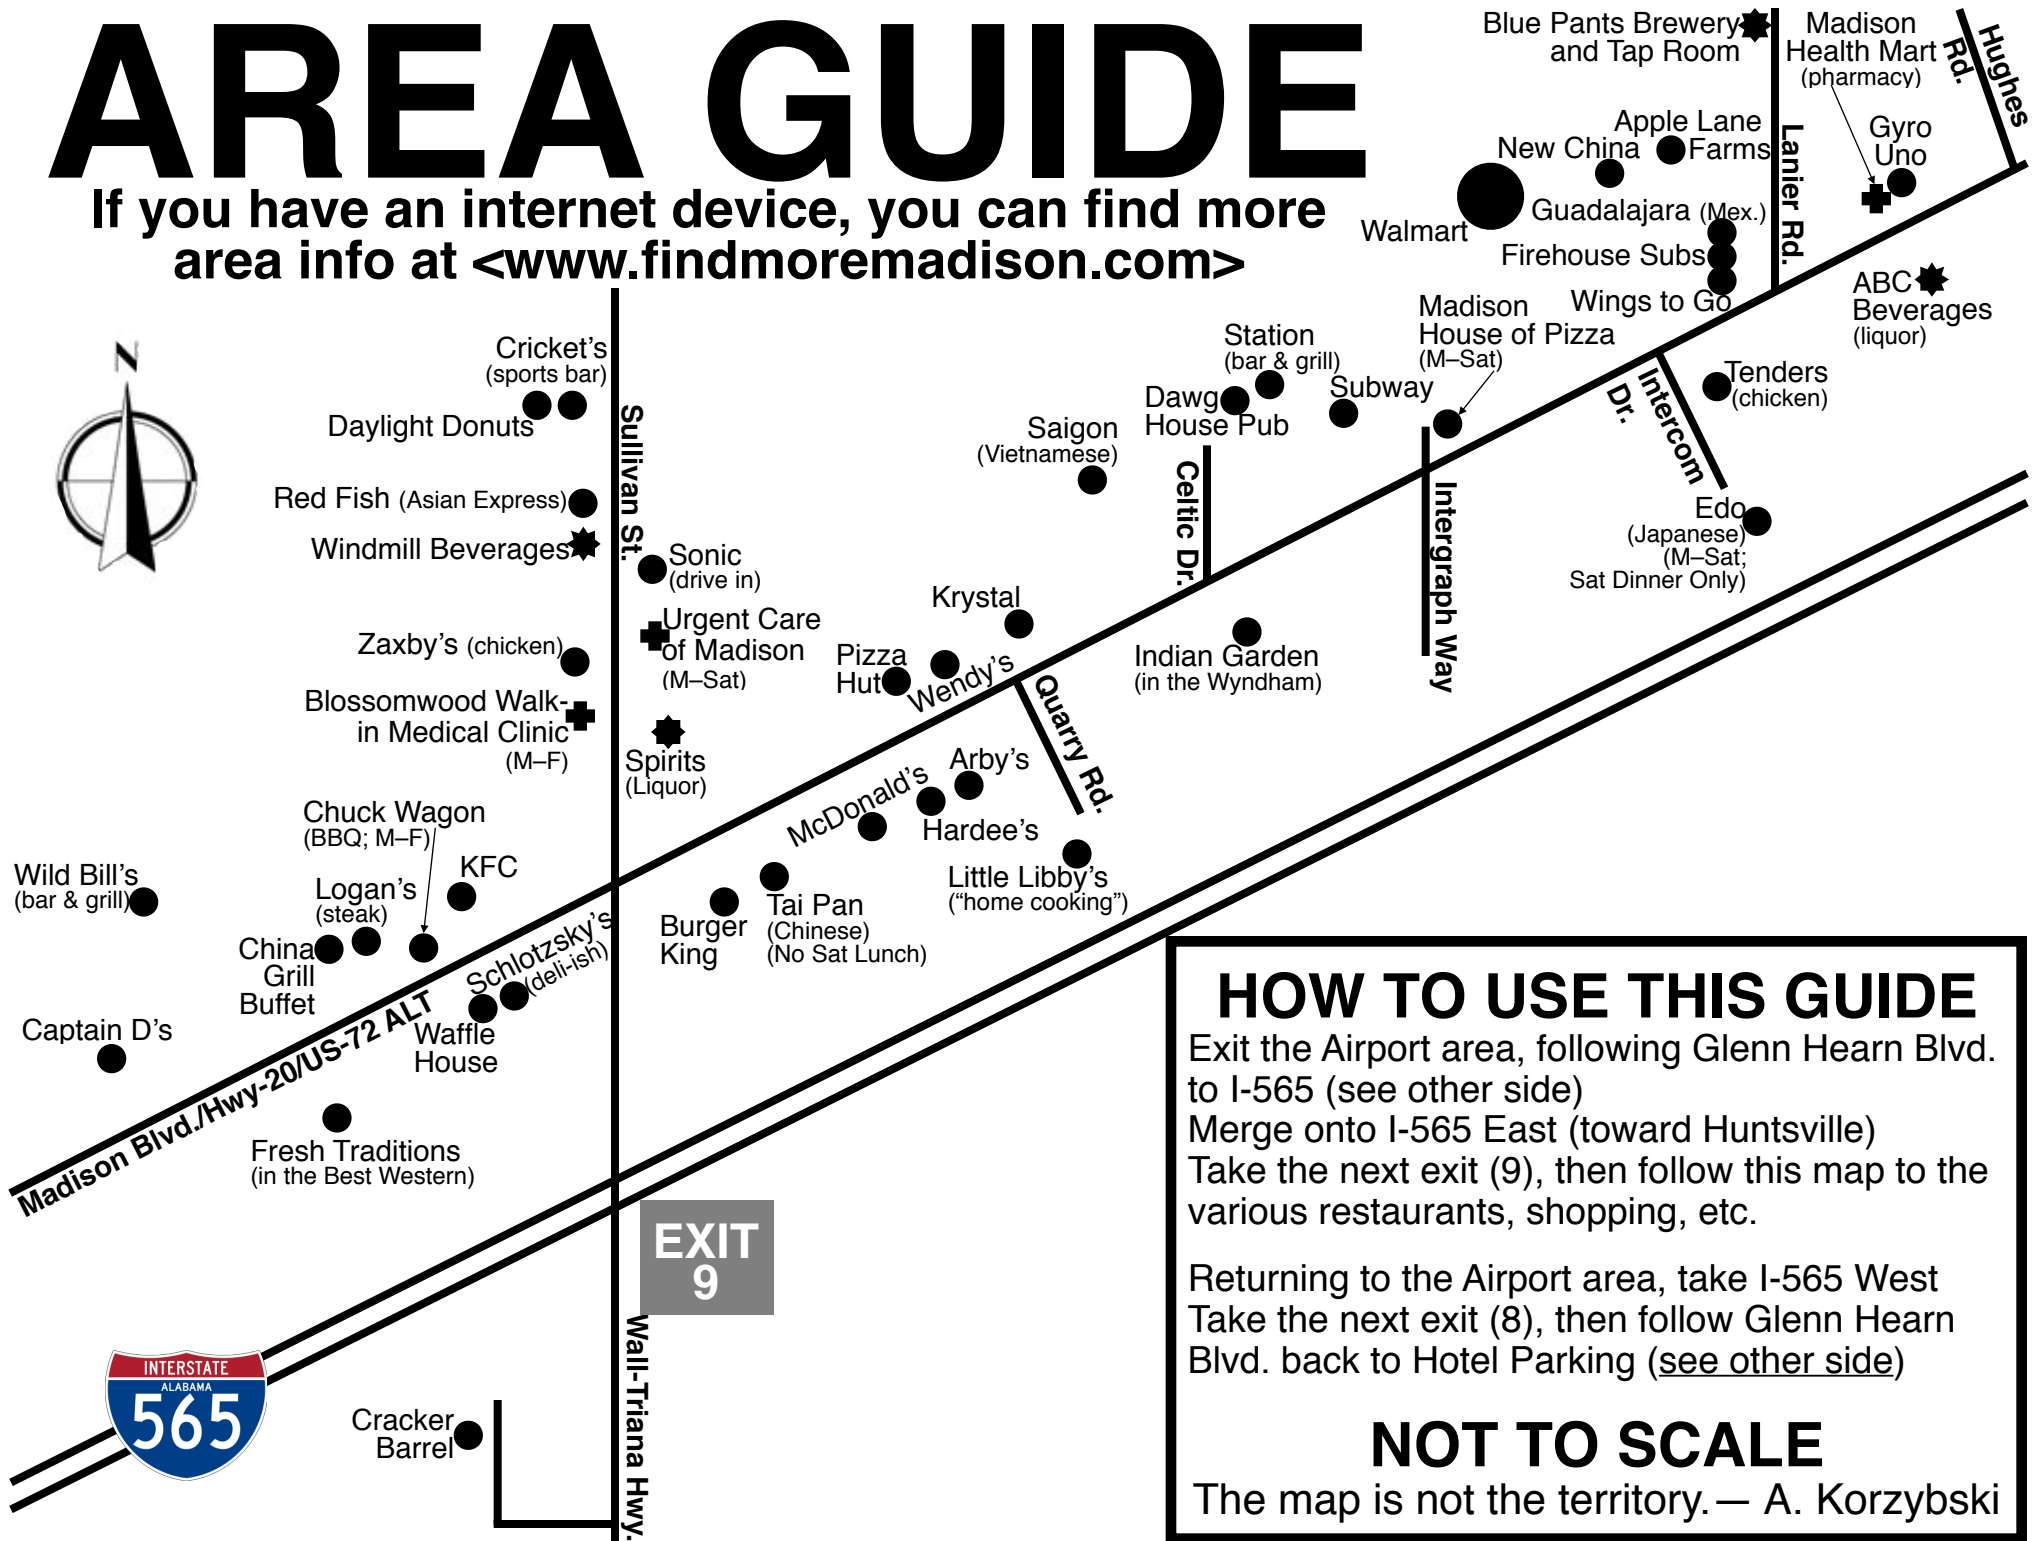 AREA GUIDE
If you have an internet device, you can find more
area info at <www.findmoremadison.com>
N
Blue Pants Brewery
and Tap Room
Madison
Health Mart
(pharmacy)
Hughes
Rd.
Apple Lane
Farms
New China
Lanier Rd.
Gyro
Uno
Walmart
Guadalajara (Mex.)
Firehouse Subs
Wings to Go
ABC
Beverages
(liquor)
Madison
House of Pizza
(M–Sat)
Station
(bar & grill)
Subway
Dawg
House Pub
Saigon
(Vietnamese)
Celtic Dr.
Intercom
Dr.
Tenders
(chicken)
Edo
(Japanese)
(M–Sat;
Sat Dinner Only)
Intergraph Way
Indian Garden
(in the Wyndham)
Cricket's
(sports bar)
Daylight Donuts
Sullivan St.
Red Fish (Asian Express)
Windmill Beverages
Sonic
(drive in)
Urgent Care
of Madison
(M–Sat)
Zaxby’s (chicken)
Blossomwood Walk-
in Medical Clinic
(M–F)
Spirits
(Liquor)
Krystal
Pizza
Hut
Wendy’s
Quarry Rd.
Arby’s
McDonald’s
Hardee’s
Little Libby’s
(“home cooking”)
Chuck Wagon
(BBQ; M–F)
KFC
Wild Bill’s
(bar & grill)
Logan’s
(steak)
China
Grill
Buffet
Schlotzsky’s
(deli-ish)
Waffle
House
Burger
King
Tai Pan
(Chinese)
(No Sat Lunch)
Captain D’s
Madison Blvd./Hwy-20/US-72 ALT
Fresh Traditions
(in the Best Western)
EXIT
9
Wall-Triana Hwy.
INTERSTATE
ALABAMA
565
Cracker
Barrel
HOW TO USE THIS GUIDE
Exit the Airport area, following Glenn Hearn Blvd.
to I-565 (see other side)
Merge onto I-565 East (toward Huntsville)
Take the next exit (9), then follow this map to the
various restaurants, shopping, etc.
Returning to the Airport area, take I-565 West
Take the next exit (8), then follow Glenn Hearn
Blvd. back to Hotel Parking (see other side)
NOT TO SCALE
The map is not the territory.— A. Korzybski